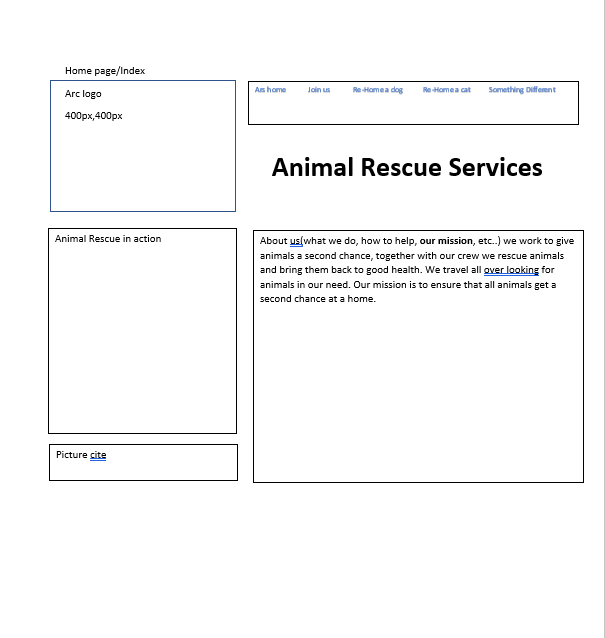 Home page/Index
Arc logo
400px,400px
Ars home Join us Re-Home a dog Re-Home a cat Something Different
Animal Rescue Services
Animal Rescue in action
About us(what we do, how to help, our mission, etc..) we work to give
animals a second chance, together with our crew we rescue animals
and bring them back to good health. We travel all over looking for
animals in our need. Our mission is to ensure that all animals get a
second chance at a home.
Picture cite